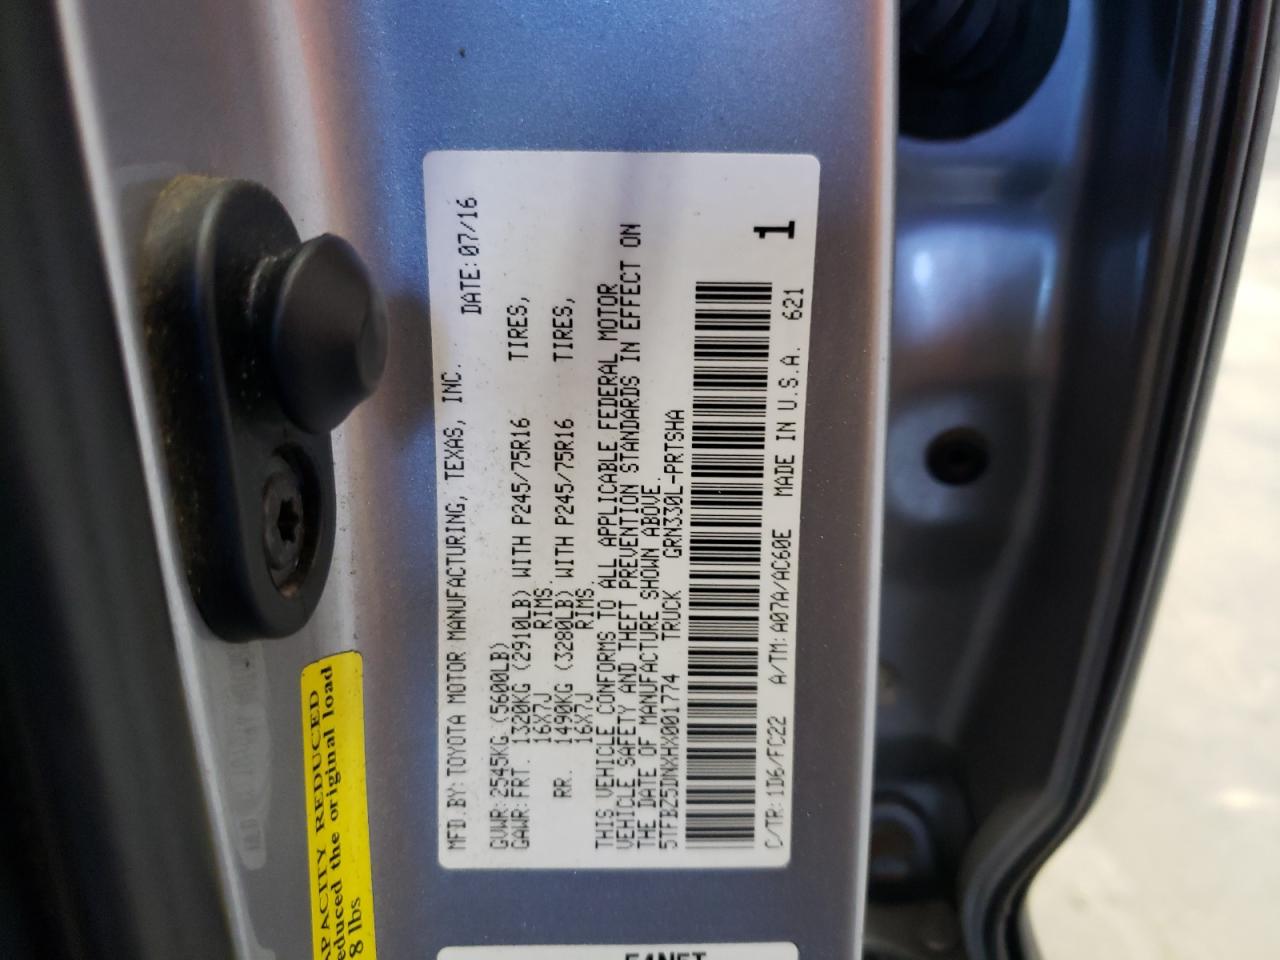 MFD.BY:TOYOTA MOTOR MANUFACTURING, TEXAS, INC.
DATE:07/16
GVWR:2545KG (5600LB)
GAWR:FRT. 1320KG (2910LB) WITH P245/75R16 TIRES,
16X7J RIMS.
RR. 1490KG (3280LB) WITH P245/75R16 TIRES,
16X7J RIMS.
THIS VEHICLE CONFORMS TO ALL APPLICABLE FEDERAL MOTOR
VEHICLE SAFETY AND THEFT PREVENTION STANDARDS IN EFFECT ON
THE DATE OF MANUFACTURE SHOWN ABOVE.
5TFBZ5DNXHX001774 TRUCK GRN330L-PRTSHA
1
C/TR:1D6/FC22 A/TM:A07A/AC60E MADE IN U.S.A. 621
APACITY REDUCED
educed the original load
8 lbs